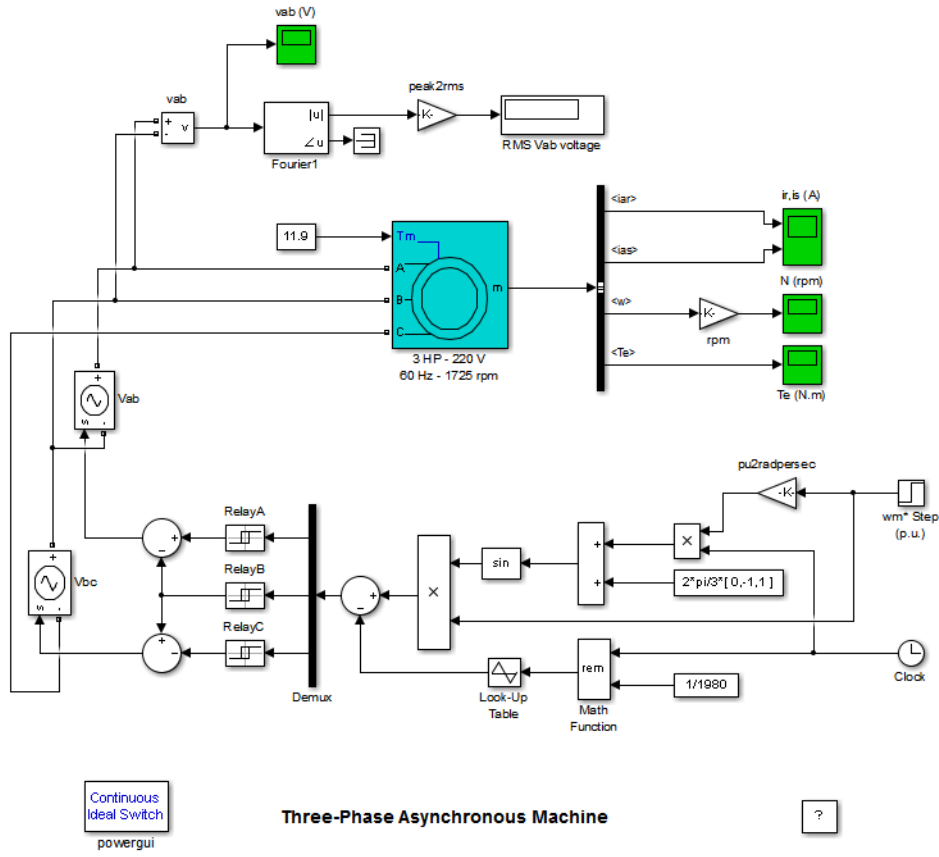 vab (V)
peak2rms
vab
+
-
v
|u|
∠u
-K-
RMS Vab voltage
Fourier1
<iar>
ir,is (A)
11.9
Tm
A
B
C
m
<ias>
N (rpm)
<w>
-K-
rpm
3 HP - 220 V
60 Hz - 1725 rpm
<Te>
Te (N.m)
+
s
-
Vab
pu2radpersec
-K-
wm* Step
(p.u.)
RelayA
RelayB
RelayC
+
-
+
s
-
Vbc
+
-
Demux
+
-
×
sin
+
+
×
2*pi/3*[ 0,-1,1 ]
Look-Up
Table
rem
Math
Function
1/1980
Clock
Continuous
Ideal Switch
powergui
Three-Phase Asynchronous Machine
?